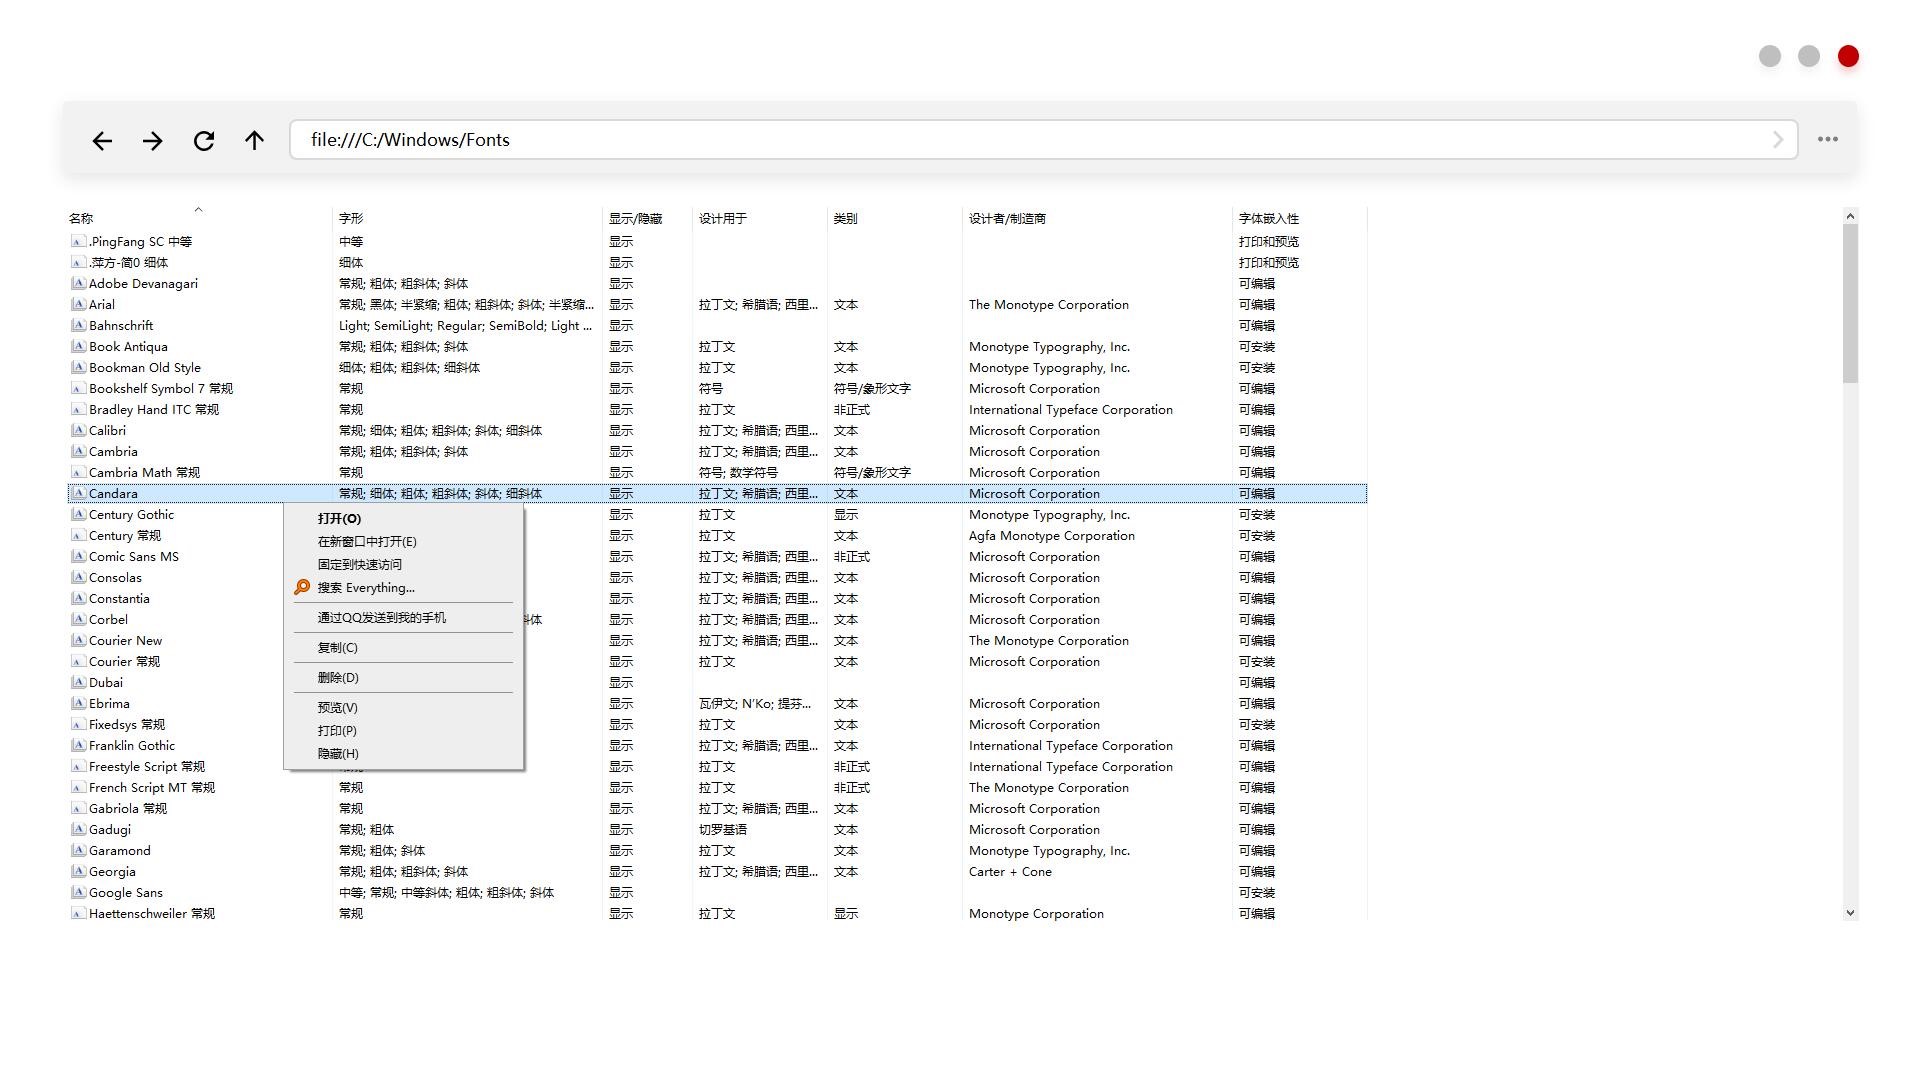 file:///C:/Windows/Fonts
名称 字形 显示/隐藏 设计用于 类别 设计者/制造商 字体嵌入性
.PingFang SC 中等 中等 显示 打印和预览
.萍方-简0 细体 细体 显示 打印和预览
Adobe Devanagari 常规; 粗体; 粗斜体; 斜体 显示 可编辑
Arial 常规; 黑体; 半紧缩; 粗体; 粗斜体; 斜体; 半紧缩... 显示 拉丁文; 希腊语; 西里... 文本 The Monotype Corporation 可编辑
Bahnschrift Light; SemiLight; Regular; SemiBold; Light ... 显示 可编辑
Book Antiqua 常规; 粗体; 粗斜体; 斜体 显示 拉丁文 文本 Monotype Typography, Inc. 可安装
Bookman Old Style 细体; 粗体; 粗斜体; 细斜体 显示 拉丁文 文本 Monotype Typography, Inc. 可安装
Bookshelf Symbol 7 常规 常规 显示 符号 符号/象形文字 Microsoft Corporation 可编辑
Bradley Hand ITC 常规 常规 显示 拉丁文 非正式 International Typeface Corporation 可编辑
Calibri 常规; 细体; 粗体; 粗斜体; 斜体; 细斜体 显示 拉丁文; 希腊语; 西里... 文本 Microsoft Corporation 可编辑
Cambria 常规; 粗体; 粗斜体; 斜体 显示 拉丁文; 希腊语; 西里... 文本 Microsoft Corporation 可编辑
Cambria Math 常规 常规 显示 符号; 数学符号 符号/象形文字 Microsoft Corporation 可编辑
Candara 常规; 细体; 粗体; 粗斜体; 斜体; 细斜体 显示 拉丁文; 希腊语; 西里... 文本 Microsoft Corporation 可编辑
Century Gothic 显示 拉丁文 显示 Monotype Typography, Inc. 可安装
Century 常规 显示 拉丁文 文本 Agfa Monotype Corporation 可安装
Comic Sans MS 显示 拉丁文; 希腊语; 西里... 非正式 Microsoft Corporation 可编辑
Consolas 显示 拉丁文; 希腊语; 西里... 文本 Microsoft Corporation 可编辑
Constantia 显示 拉丁文; 希腊语; 西里... 文本 Microsoft Corporation 可编辑
Corbel 斜体 显示 拉丁文; 希腊语; 西里... 文本 Microsoft Corporation 可编辑
Courier New 显示 拉丁文; 希腊语; 西里... 文本 The Monotype Corporation 可编辑
Courier 常规 显示 拉丁文 文本 Microsoft Corporation 可安装
Dubai 显示 可编辑
Ebrima 显示 瓦伊文; N'Ko; 提芬... 文本 Microsoft Corporation 可编辑
Fixedsys 常规 显示 拉丁文 文本 Microsoft Corporation 可安装
Franklin Gothic 显示 拉丁文; 希腊语; 西里... 文本 International Typeface Corporation 可编辑
Freestyle Script 常规 显示 拉丁文 非正式 International Typeface Corporation 可编辑
French Script MT 常规 常规 显示 拉丁文 非正式 The Monotype Corporation 可编辑
Gabriola 常规 常规 显示 拉丁文; 希腊语; 西里... 文本 Microsoft Corporation 可编辑
Gadugi 常规; 粗体 显示 切罗基语 文本 Microsoft Corporation 可编辑
Garamond 常规; 粗体; 斜体 显示 拉丁文 文本 Monotype Typography, Inc. 可编辑
Georgia 常规; 粗体; 粗斜体; 斜体 显示 拉丁文; 希腊语; 西里... 文本 Carter + Cone 可编辑
Google Sans 中等; 常规; 中等斜体; 粗体; 粗斜体; 斜体 显示 可安装
Haettenschweiler 常规 常规 显示 拉丁文 显示 Monotype Corporation 可编辑
打开(O)
在新窗口中打开(E)
固定到快速访问
搜索 Everything...
通过QQ发送到我的手机
复制(C)
删除(D)
预览(V)
打印(P)
隐藏(H)